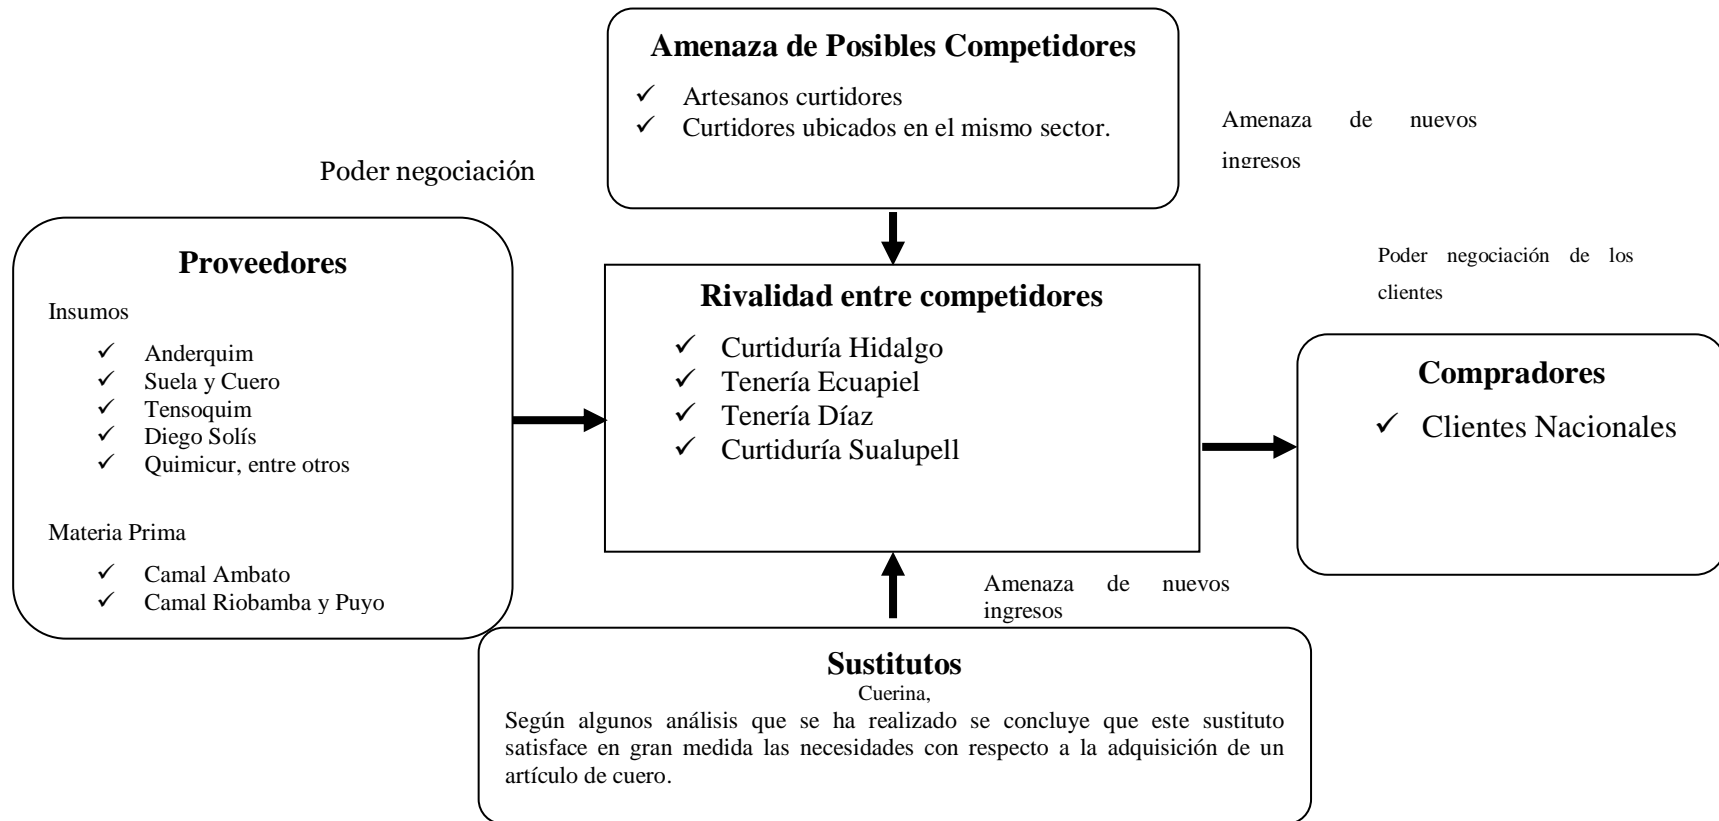 Amenaza de Posibles Competidores
✓ Artesanos curtidores
✓ Curtidores ubicados en el mismo sector.
Amenaza de nuevos
ingresos
Poder negociación
Proveedores
Insumos
✓ Anderquim
✓ Suela y Cuero
✓ Tensoquim
✓ Diego Solís
✓ Quimicur, entre otros
Materia Prima
✓ Camal Ambato
✓ Camal Riobamba y Puyo
Rivalidad entre competidores
✓ Curtiduría Hidalgo
✓ Tenería Ecuapiel
✓ Tenería Díaz
✓ Curtiduría Sualupell
Poder negociación de los
clientes
Compradores
✓ Clientes Nacionales
Amenaza de nuevos
ingresos
Sustitutos
Cuerina,
Según algunos análisis que se ha realizado se concluye que este sustituto
satisface en gran medida las necesidades con respecto a la adquisición de un
artículo de cuero.